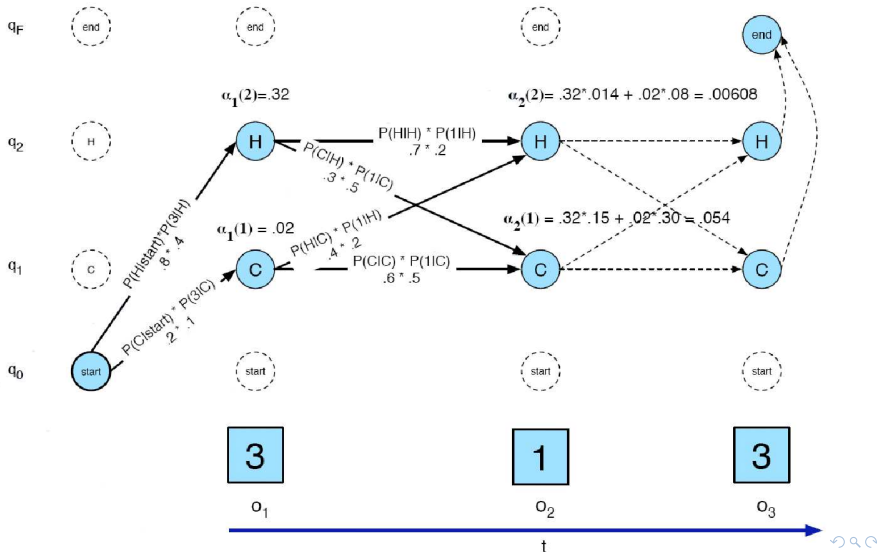 q_F end end end end
α₁(2)=.32 α₂(2)= .32*.014 + .02*.08 = .00608
q₂ H H H H
P(H|H) * P(1|H)
.7 * .2
P(C|H) * P(1|C)
.3 * .5
P(H|start)*P(3|H)
.8 * .4
α₁(1) = .02 α₂(1) = .32*.15 + .02*.30 = .054
P(H|C) * P(1|H)
.4 * .2
q₁ C C C C
P(C|C) * P(1|C)
.6 * .5
P(C|start) * P(3|C)
.2 * .1
q₀ start start start start
3 1 3
o₁ o₂ o₃
t